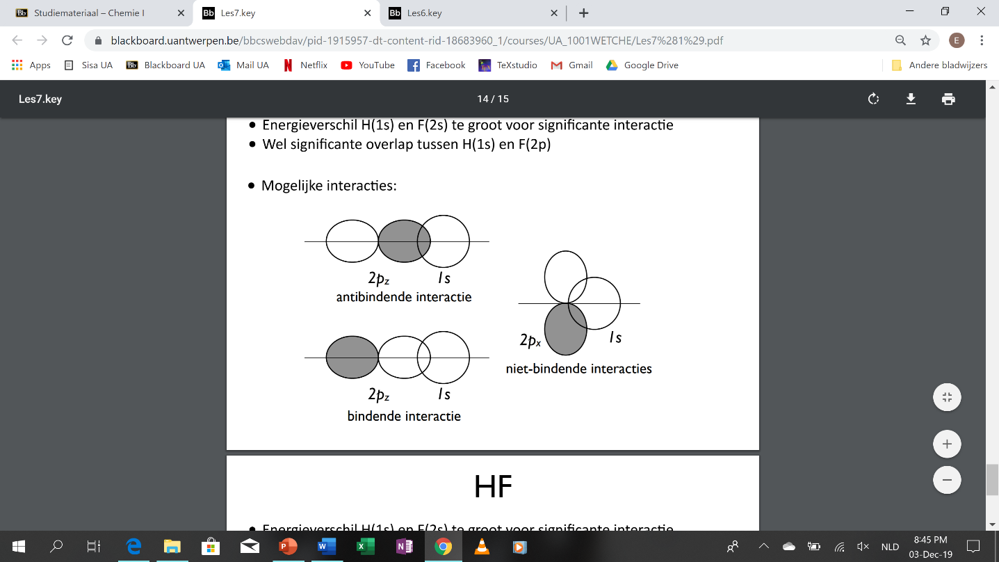 Studiemateriaal – Chemie I
Les7.key
Les6.key
blackboard.uantwerpen.be/bbcswebdav/pid-1915957-dt-content-rid-18683960_1/courses/UA_1001WETCHE/Les7%281%29.pdf
E
Apps
Sisa UA
Blackboard UA
Mail UA
Netflix
YouTube
Facebook
TeXstudio
Gmail
Google Drive
Andere bladwijzers
Les7.key
14 / 15
• Energieverschil H(1s) en F(2s) te groot voor significante interactie
• Wel significante overlap tussen H(1s) en F(2p)
• Mogelijke interacties:
2pz 1s
antibindende interactie
2px 1s
niet-bindende interacties
2pz 1s
bindende interactie
HF
• Energieverschil H(1s) en F(2s) te groot voor significante interactie
NLD
8:45 PM
03-Dec-19